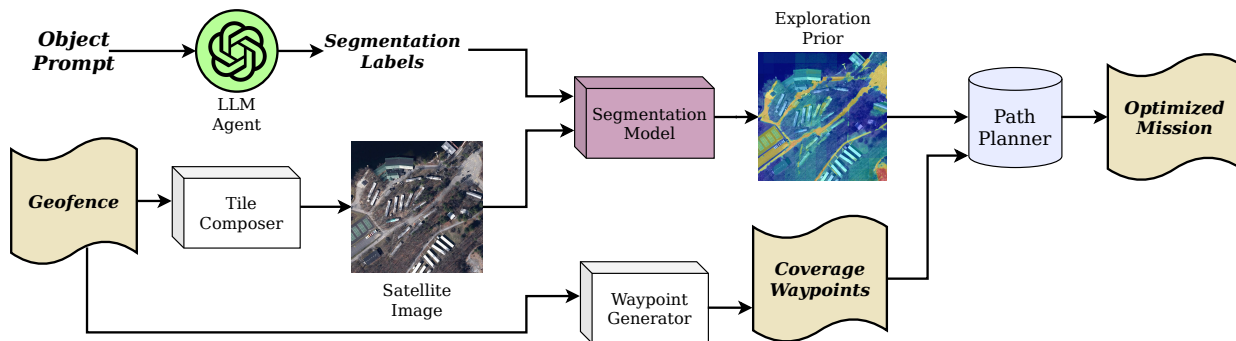 Object
Prompt
LLM
Agent
Segmentation
Labels
Exploration
Prior
Segmentation
Model
Path
Planner
Optimized
Mission
Geofence
Tile
Composer
Satellite
Image
Waypoint
Generator
Coverage
Waypoints